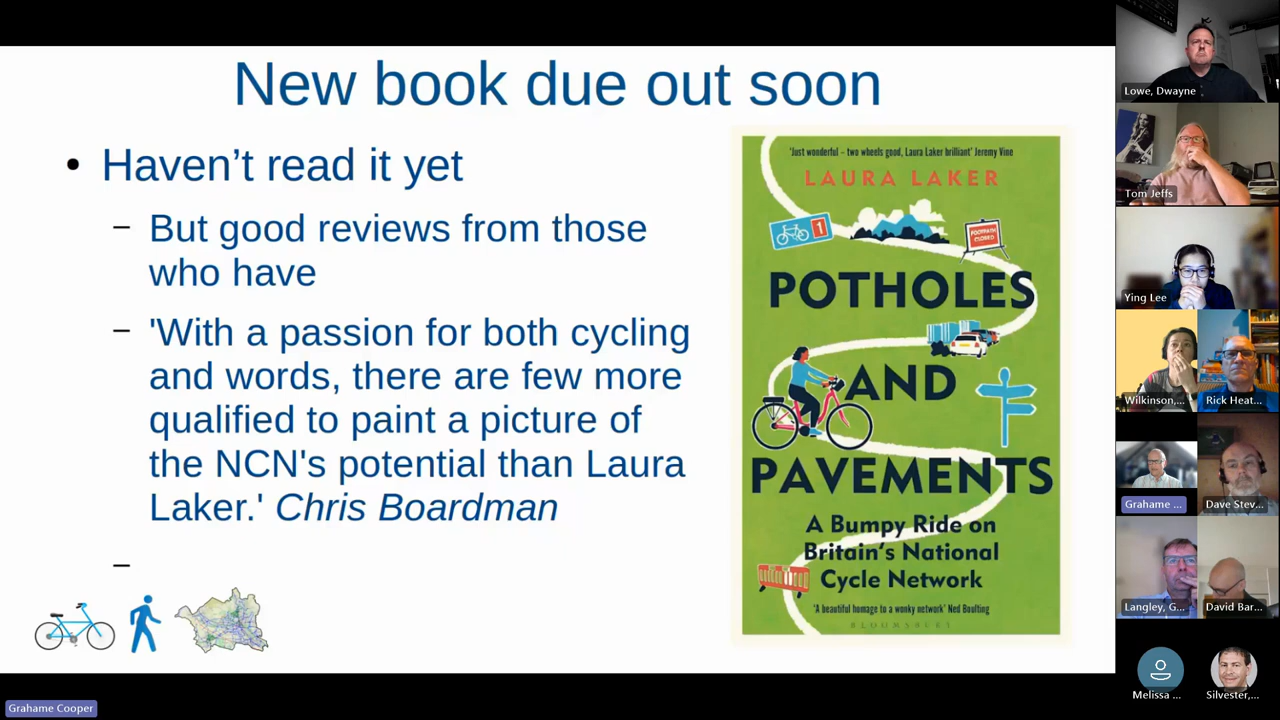 New book due out soon
• Haven't read it yet
– But good reviews from those
who have
– 'With a passion for both cycling
and words, there are few more
qualified to paint a picture of
the NCN's potential than Laura
Laker.' Chris Boardman
–
'Just wonderful – two wheels good, Laura Laker brilliant' Jeremy Vine
LAURA LAKER
1
FOOTPATH
CLOSED
POTHOLES
AND
PAVEMENTS
A Bumpy Ride on
Britain's National
Cycle Network
'A beautiful homage to a wonky network' Ned Boulting
BLOOMSBURY
Lowe, Dwayne
Tom Jeffs
Ying Lee
Wilkinson,...
Rick Heat...
Grahame ...
Dave Stev...
Langley, G...
David Bar...
Melissa ...
Silvester,...
Grahame Cooper